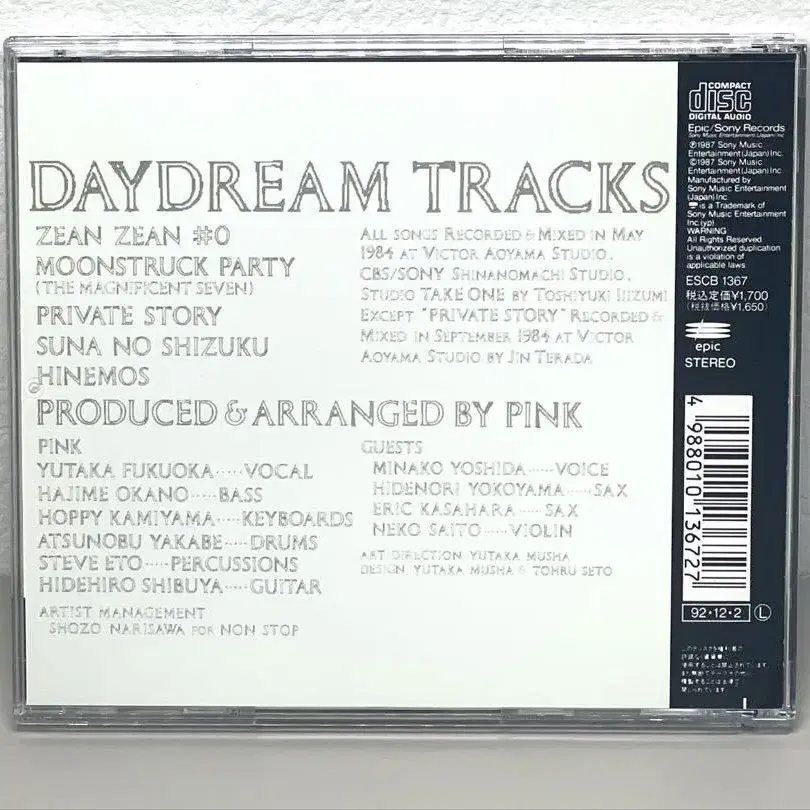 DAYDREAM TRACKS
ZEAN ZEAN #0
MOONSTRUCK PARTY
(THE MAGNIFICENT SEVEN)
PRIVATE STORY
SUNA NO SHIZUKU
HINEMOS
ALL SONGS RECORDED & MIXED IN MAY
1984 AT VICTOR AOYAMA STUDIO.
CBS/SONY SHINANOMACHI STUDIO.
STUDIO TAKE ONE BY TOSHIYUKI IIIZUMI
EXCEPT "PRIVATE STORY" RECORDED &
MIXED IN SEPTEMBER 1984 AT VICTOR
AOYAMA STUDIO BY JIN TERADA
PRODUCED & ARRANGED BY PINK
PINK
YUTAKA FUKUOKA·····VOCAL
HAJIME OKANO····BASS
HOPPY KAMIYAMA····KEYBOARDS
ATSUNOBU YAKABE····DRUMS
STEVE ETO·····PERCUSSIONS
HIDEHIRO SHIBUYA····GUITAR
ARTIST MANAGEMENT
SHOZO NARISAWA FOR NON STOP
GUESTS
MINAKO YOSHIDA·····VOICE
HIDENORI YOKOYAMA·····SAX
ERIC KASAHARA·····SAX
NEKO SAITO·····VIOLIN
ART DIRECTION YUTAKA MUSHA
DESIGN YUTAKA MUSHA & TOHRU SETO
COMPACT
disc
DIGITAL AUDIO
Epic/Sony Records
Sony Music Entertainment (Japan) Inc.
℗1987 Sony Music
Entertainment (Japan) Inc.
©1987 Sony Music
Entertainment (Japan) Inc.
Manufactured by
Sony Music Entertainment
(Japan) Inc
is a Trademark of
Sony Music Entertainment
Inc (yp)
WARNING
All Rights Reserved
Unauthorized duplication
is a violation of
applicable laws
ESCB 1367
税込定価¥1,700
(税抜価格¥1,650)
epic
STEREO
4 988010 136727
92·12·2 L